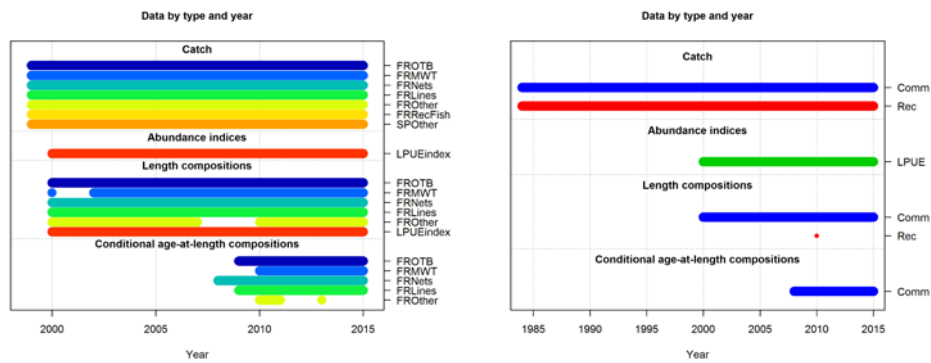 Data by type and year
Catch
FROTB
FRMWT
FRNets
FRLines
FROther
FRRecFish
SPOther
Abundance indices
LPUEindex
Length compositions
FROTB
FRMWT
FRNets
FRLines
FROther
LPUEindex
Conditional age-at-length compositions
FROTB
FRMWT
FRNets
FRLines
FROther
2000 2005 2010 2015
Year
Data by type and year
Catch
Comm
Rec
Abundance indices
LPUE
Length compositions
Comm
Rec
Conditional age-at-length compositions
Comm
1985 1990 1995 2000 2005 2010 2015
Year